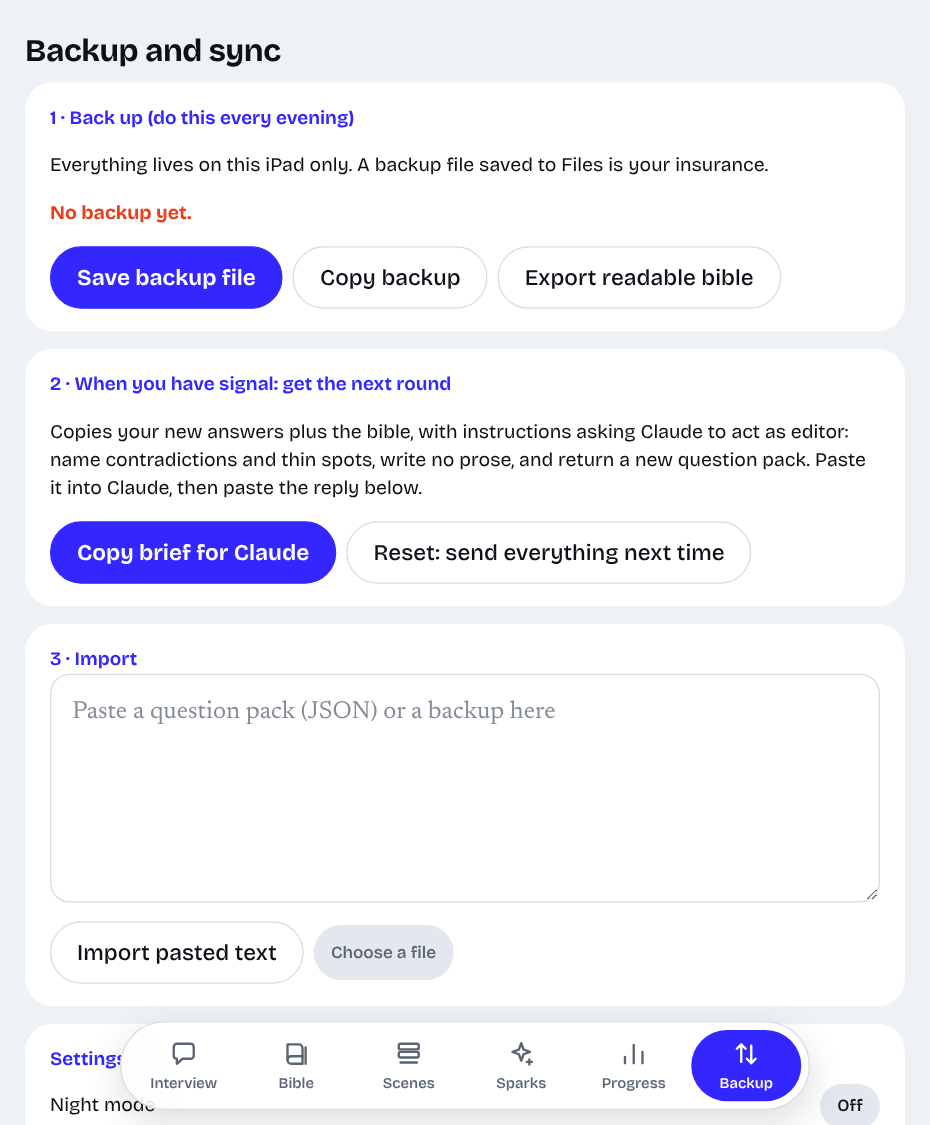 Backup and sync
1 · Back up (do this every evening)
Everything lives on this iPad only. A backup file saved to Files is your insurance.
No backup yet.
Save backup file
Copy backup
Export readable bible
2 · When you have signal: get the next round
Copies your new answers plus the bible, with instructions asking Claude to act as editor:
name contradictions and thin spots, write no prose, and return a new question pack. Paste
it into Claude, then paste the reply below.
Copy brief for Claude
Reset: send everything next time
3 · Import
Paste a question pack (JSON) or a backup here
Import pasted text
Choose a file
Settings
Night mode
Off
Interview
Bible
Scenes
Sparks
Progress
Backup